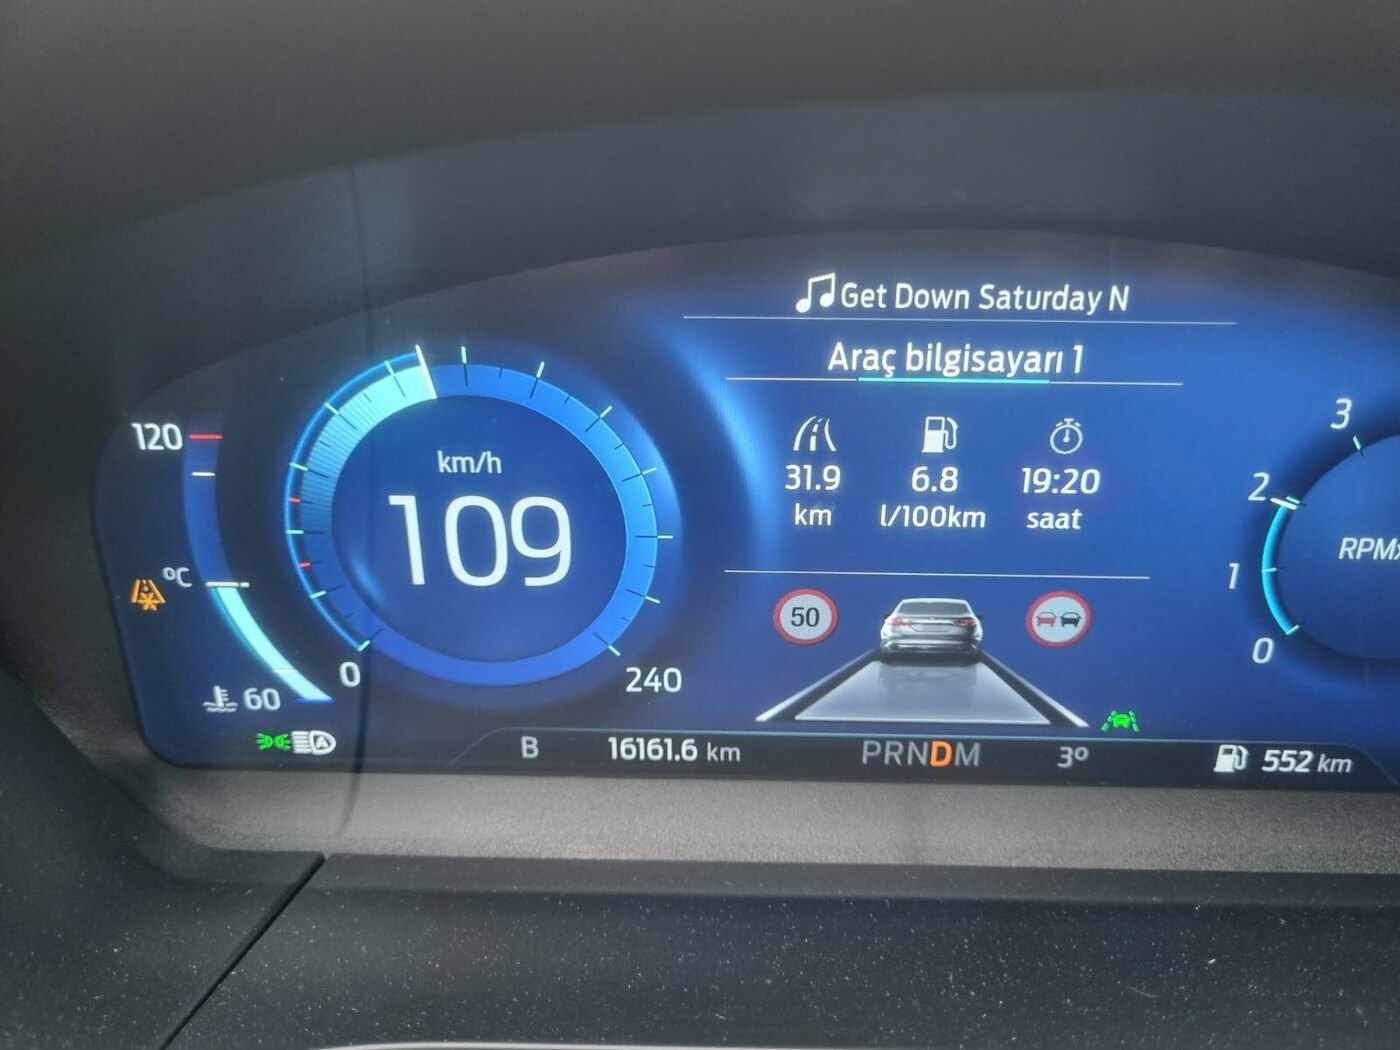 Get Down Saturday N
Araç bilgisayarı 1
31.9 6.8 19:20
km l/100km saat
km/h
109
120
°C
60
0
240
50
3
2
1
0
RPMx
A
B 16161.6 km PRNDM 3º 552 km